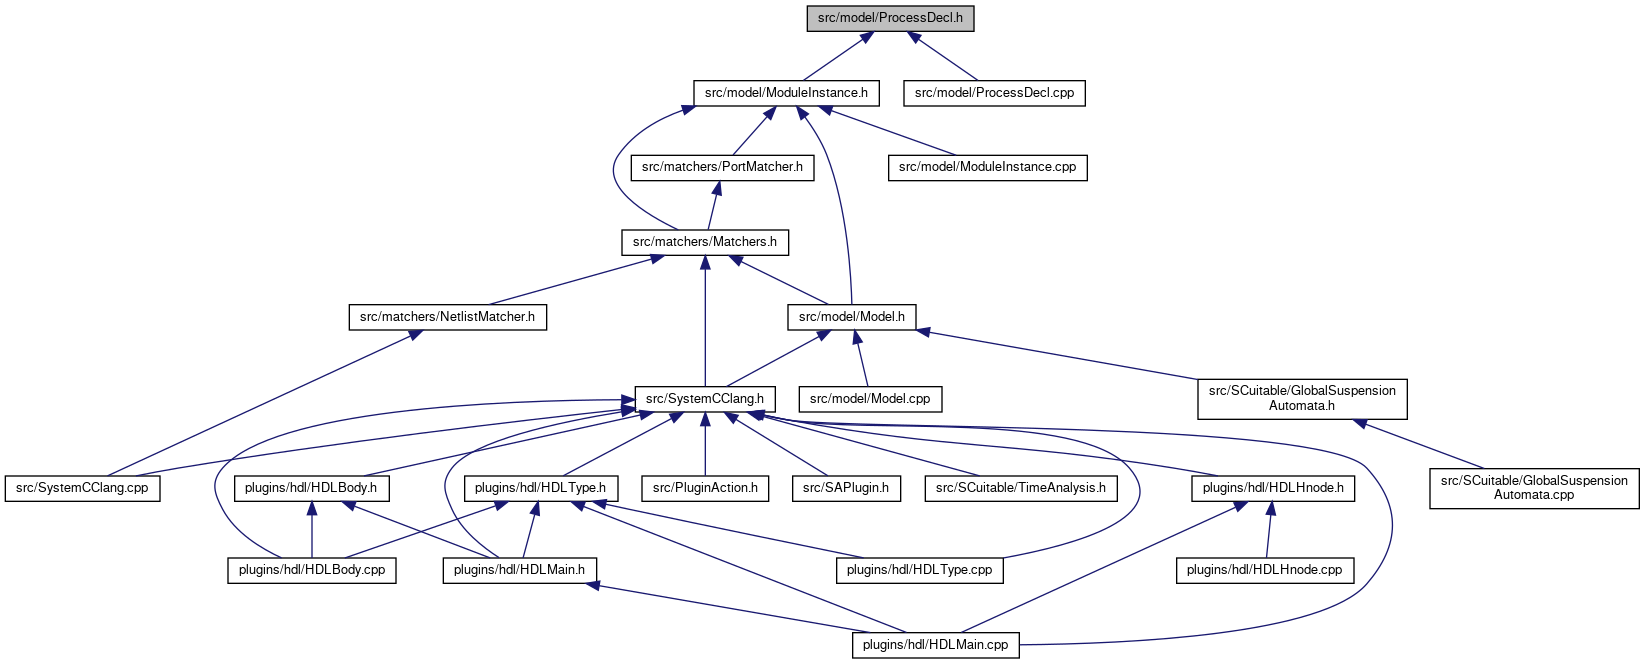 src/model/ProcessDecl.h
src/model/ModuleInstance.h
src/model/ProcessDecl.cpp
src/matchers/PortMatcher.h
src/model/ModuleInstance.cpp
src/matchers/Matchers.h
src/matchers/NetlistMatcher.h
src/model/Model.h
src/SystemCClang.h
src/model/Model.cpp
src/SCuitable/GlobalSuspension
Automata.h
src/SystemCClang.cpp
plugins/hdl/HDLBody.h
plugins/hdl/HDLType.h
src/PluginAction.h
src/SAPlugin.h
src/SCuitable/TimeAnalysis.h
plugins/hdl/HDLHnode.h
src/SCuitable/GlobalSuspension
Automata.cpp
plugins/hdl/HDLBody.cpp
plugins/hdl/HDLMain.h
plugins/hdl/HDLType.cpp
plugins/hdl/HDLHnode.cpp
plugins/hdl/HDLMain.cpp